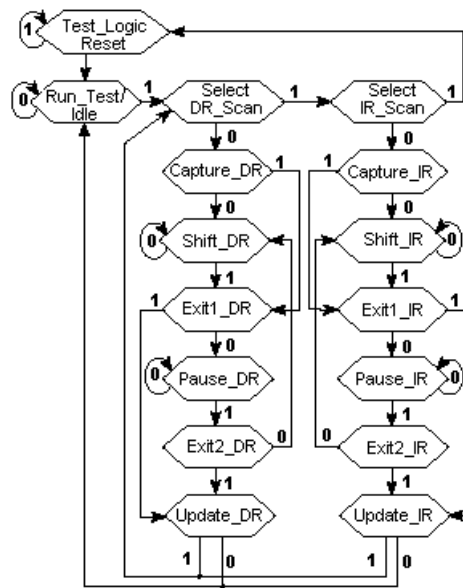 1
Test_Logic
Reset
0
Run_Test/
Idle
1
Select
DR_Scan
1
Select
IR_Scan
1
0
0
Capture_DR
1
1
Capture_IR
0
0
0
Shift_DR
Shift_IR
0
1
1
1
Exit1_DR
Exit1_IR
1
0
0
0
Pause_DR
Pause_IR
0
1
1
Exit2_DR
0
0
Exit2_IR
1
1
Update_DR
Update_IR
1
0
1
0